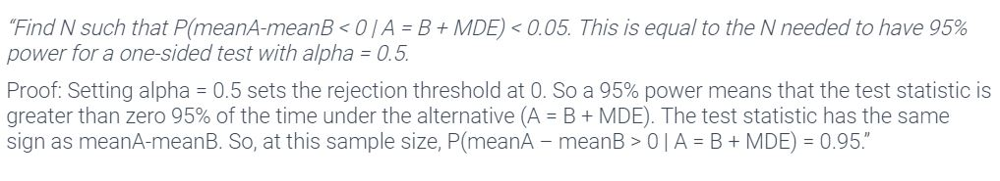 “Find N such that P(meanA-meanB < 0 | A = B + MDE) < 0.05. This is equal to the N needed to have 95%
power for a one-sided test with alpha = 0.5.
Proof: Setting alpha = 0.5 sets the rejection threshold at 0. So a 95% power means that the test statistic is
greater than zero 95% of the time under the alternative (A = B + MDE). The test statistic has the same
sign as meanA-meanB. So, at this sample size, P(meanA – meanB > 0 | A = B + MDE) = 0.95.”